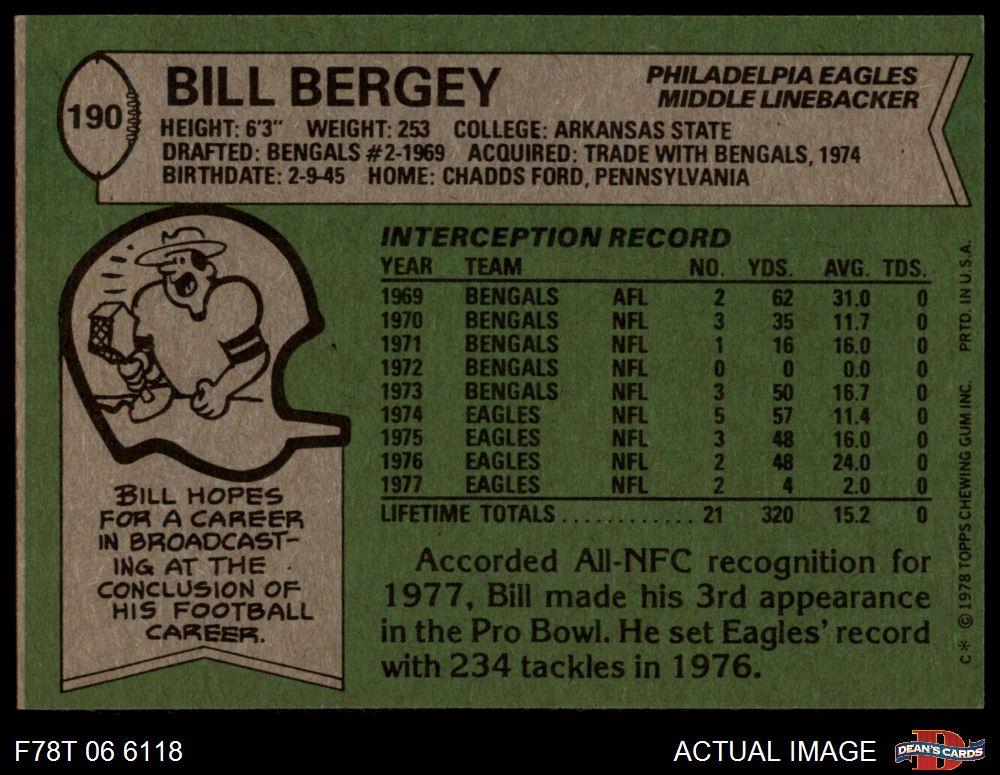 190
BILL BERGEY
PHILADELPIA EAGLES
MIDDLE LINEBACKER
HEIGHT: 6'3" WEIGHT: 253 COLLEGE: ARKANSAS STATE
DRAFTED: BENGALS #2-1969 ACQUIRED: TRADE WITH BENGALS, 1974
BIRTHDATE: 2-9-45 HOME: CHADDS FORD, PENNSYLVANIA
INTERCEPTION RECORD
YEAR TEAM NO. YDS. AVG. TDS.
1969 BENGALS AFL 2 62 31.0 0
1970 BENGALS NFL 3 35 11.7 0
1971 BENGALS NFL 1 16 16.0 0
1972 BENGALS NFL 0 0 0.0 0
1973 BENGALS NFL 3 50 16.7 0
1974 EAGLES NFL 5 57 11.4 0
1975 EAGLES NFL 3 48 16.0 0
1976 EAGLES NFL 2 48 24.0 0
1977 EAGLES NFL 2 4 2.0 0
LIFETIME TOTALS............ 21 320 15.2 0
BILL HOPES
FOR A CAREER
IN BROADCAST-
ING AT THE
CONCLUSION OF
HIS FOOTBALL
CAREER.
Accorded All-NFC recognition for
1977, Bill made his 3rd appearance
in the Pro Bowl. He set Eagles' record
with 234 tackles in 1976.
C* © 1978 TOPPS CHEWING GUM INC. PRTD. IN U.S.A.
F78T 06 6118
ACTUAL IMAGE
DEAN'S CARDS